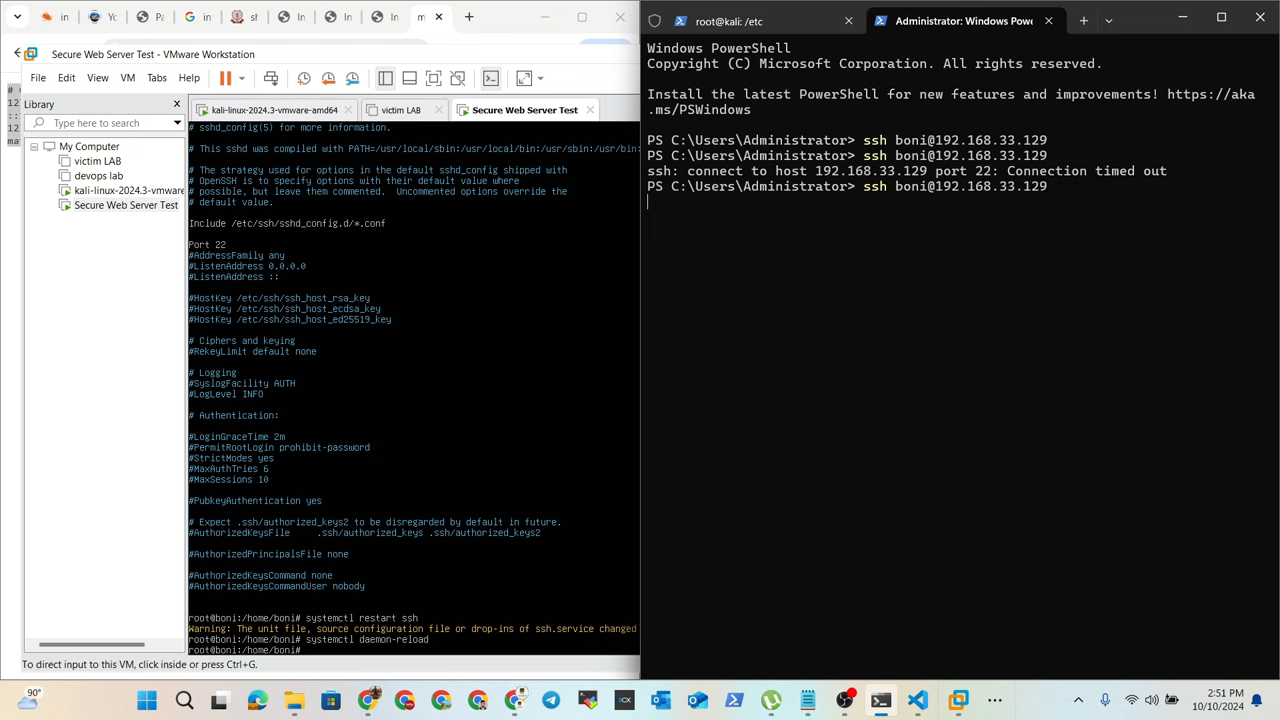 in
Yc
Pa
in
st
In
In
In
m
Secure Web Server Test - VMware Workstation
File Edit View VM Tabs Help
Library
Type here to search
My Computer
victim LAB
devops lab
kali-linux-2024.3-vmware
Secure Web Server Test
kali-linux-2024.3-vmware-amd64
victim LAB
Secure Web Server Test
# sshd_config(5) for more information.
# This sshd was compiled with PATH=/usr/local/sbin:/usr/local/bin:/usr/sbin:/usr/bin:
# The strategy used for options in the default sshd_config shipped with
# OpenSSH is to specify options with their default value where
# possible, but leave them commented.  Uncommented options override the
# default value.
Include /etc/ssh/sshd_config.d/*.conf
Port 22
#AddressFamily any
#ListenAddress 0.0.0.0
#ListenAddress ::
#HostKey /etc/ssh/ssh_host_rsa_key
#HostKey /etc/ssh/ssh_host_ecdsa_key
#HostKey /etc/ssh/ssh_host_ed25519_key
# Ciphers and keying
#RekeyLimit default none
# Logging
#SyslogFacility AUTH
#LogLevel INFO
# Authentication:
#LoginGraceTime 2m
#PermitRootLogin prohibit-password
#StrictModes yes
#MaxAuthTries 6
#MaxSessions 10
#PubkeyAuthentication yes
# Expect .ssh/authorized_keys2 to be disregarded by default in future.
#AuthorizedKeysFile     .ssh/authorized_keys .ssh/authorized_keys2
#AuthorizedPrincipalsFile none
#AuthorizedKeysCommand none
#AuthorizedKeysCommandUser nobody
root@boni:/home/boni# systemctl restart ssh
Warning: The unit file, source configuration file or drop-ins of ssh.service changed
root@boni:/home/boni# systemctl daemon-reload
root@boni:/home/boni#
To direct input to this VM, click inside or press Ctrl+G.
root@kali: /etc
Administrator: Windows Pow
Windows PowerShell
Copyright (C) Microsoft Corporation. All rights reserved.
Install the latest PowerShell for new features and improvements! https://aka
.ms/PSWindows
PS C:\Users\Administrator> ssh boni@192.168.33.129
PS C:\Users\Administrator> ssh boni@192.168.33.129
ssh: connect to host 192.168.33.129 port 22: Connection timed out
PS C:\Users\Administrator> ssh boni@192.168.33.129
90°
2:51 PM
10/10/2024